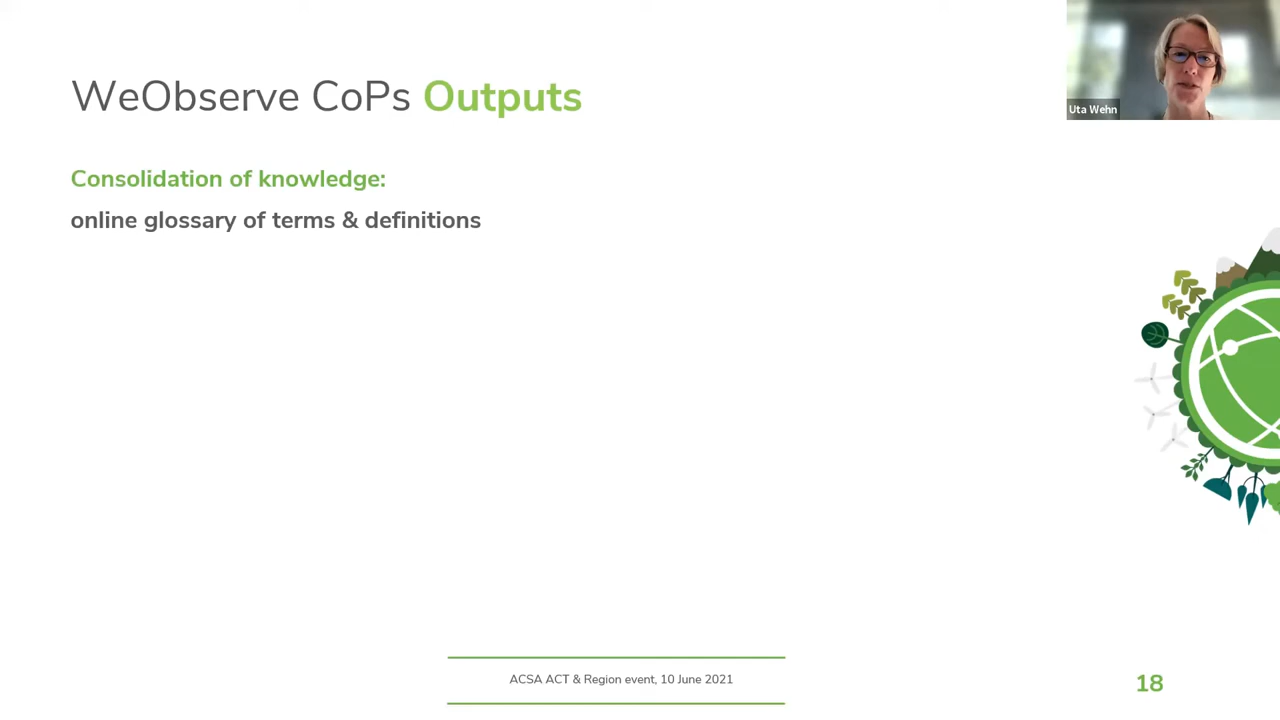 WeObserve CoPs Outputs
Uta Wehn
Consolidation of knowledge:
online glossary of terms & definitions
ACSA ACT & Region event, 10 June 2021
18